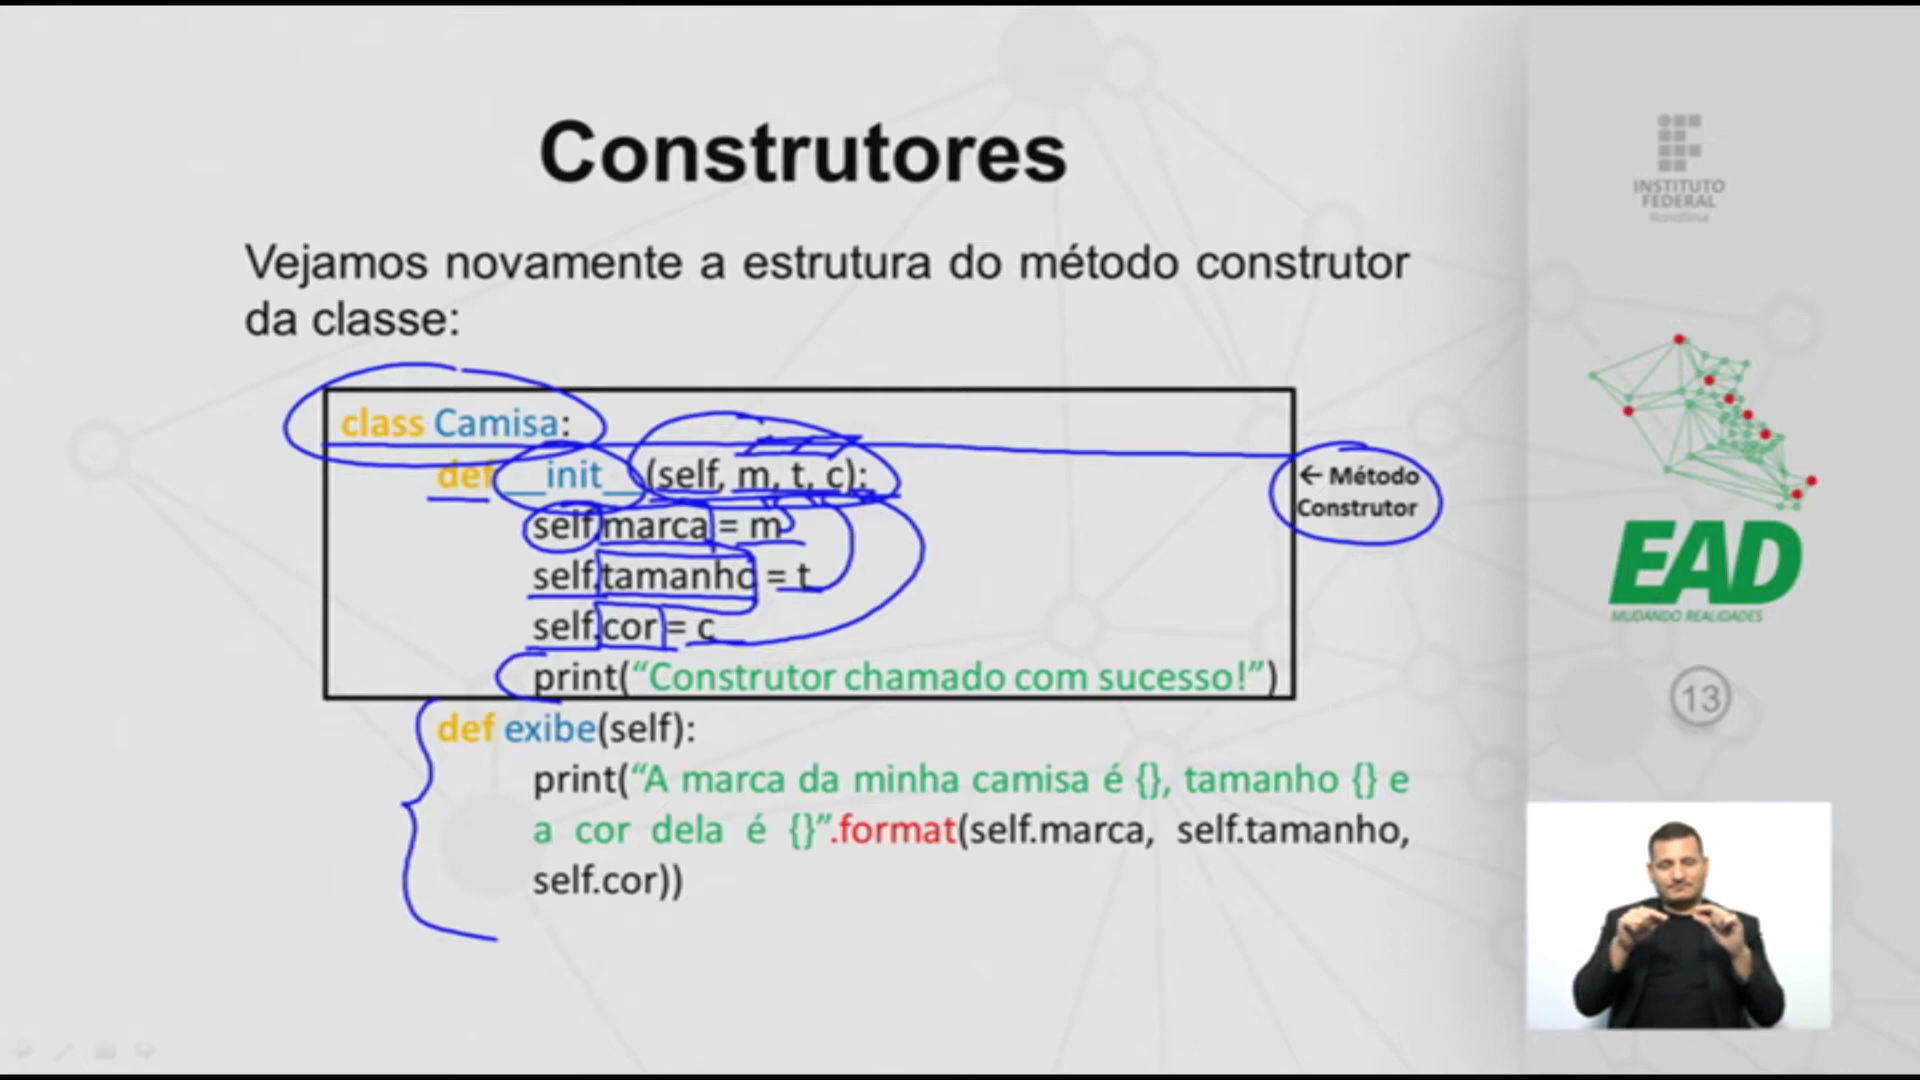 Construtores
Vejamos novamente a estrutura do método construtor
da classe:
class Camisa:
def __init__(self, m, t, c):
self.marca = m
self.tamanho = t
self.cor = c
print(“Construtor chamado com sucesso!”)
← Método
Construtor
def exibe(self):
print(“A marca da minha camisa é {}, tamanho {} e
a cor dela é {}”.format(self.marca, self.tamanho,
self.cor))
INSTITUTO
FEDERAL
Rondônia
EAD
MUDANDO REALIDADES
13